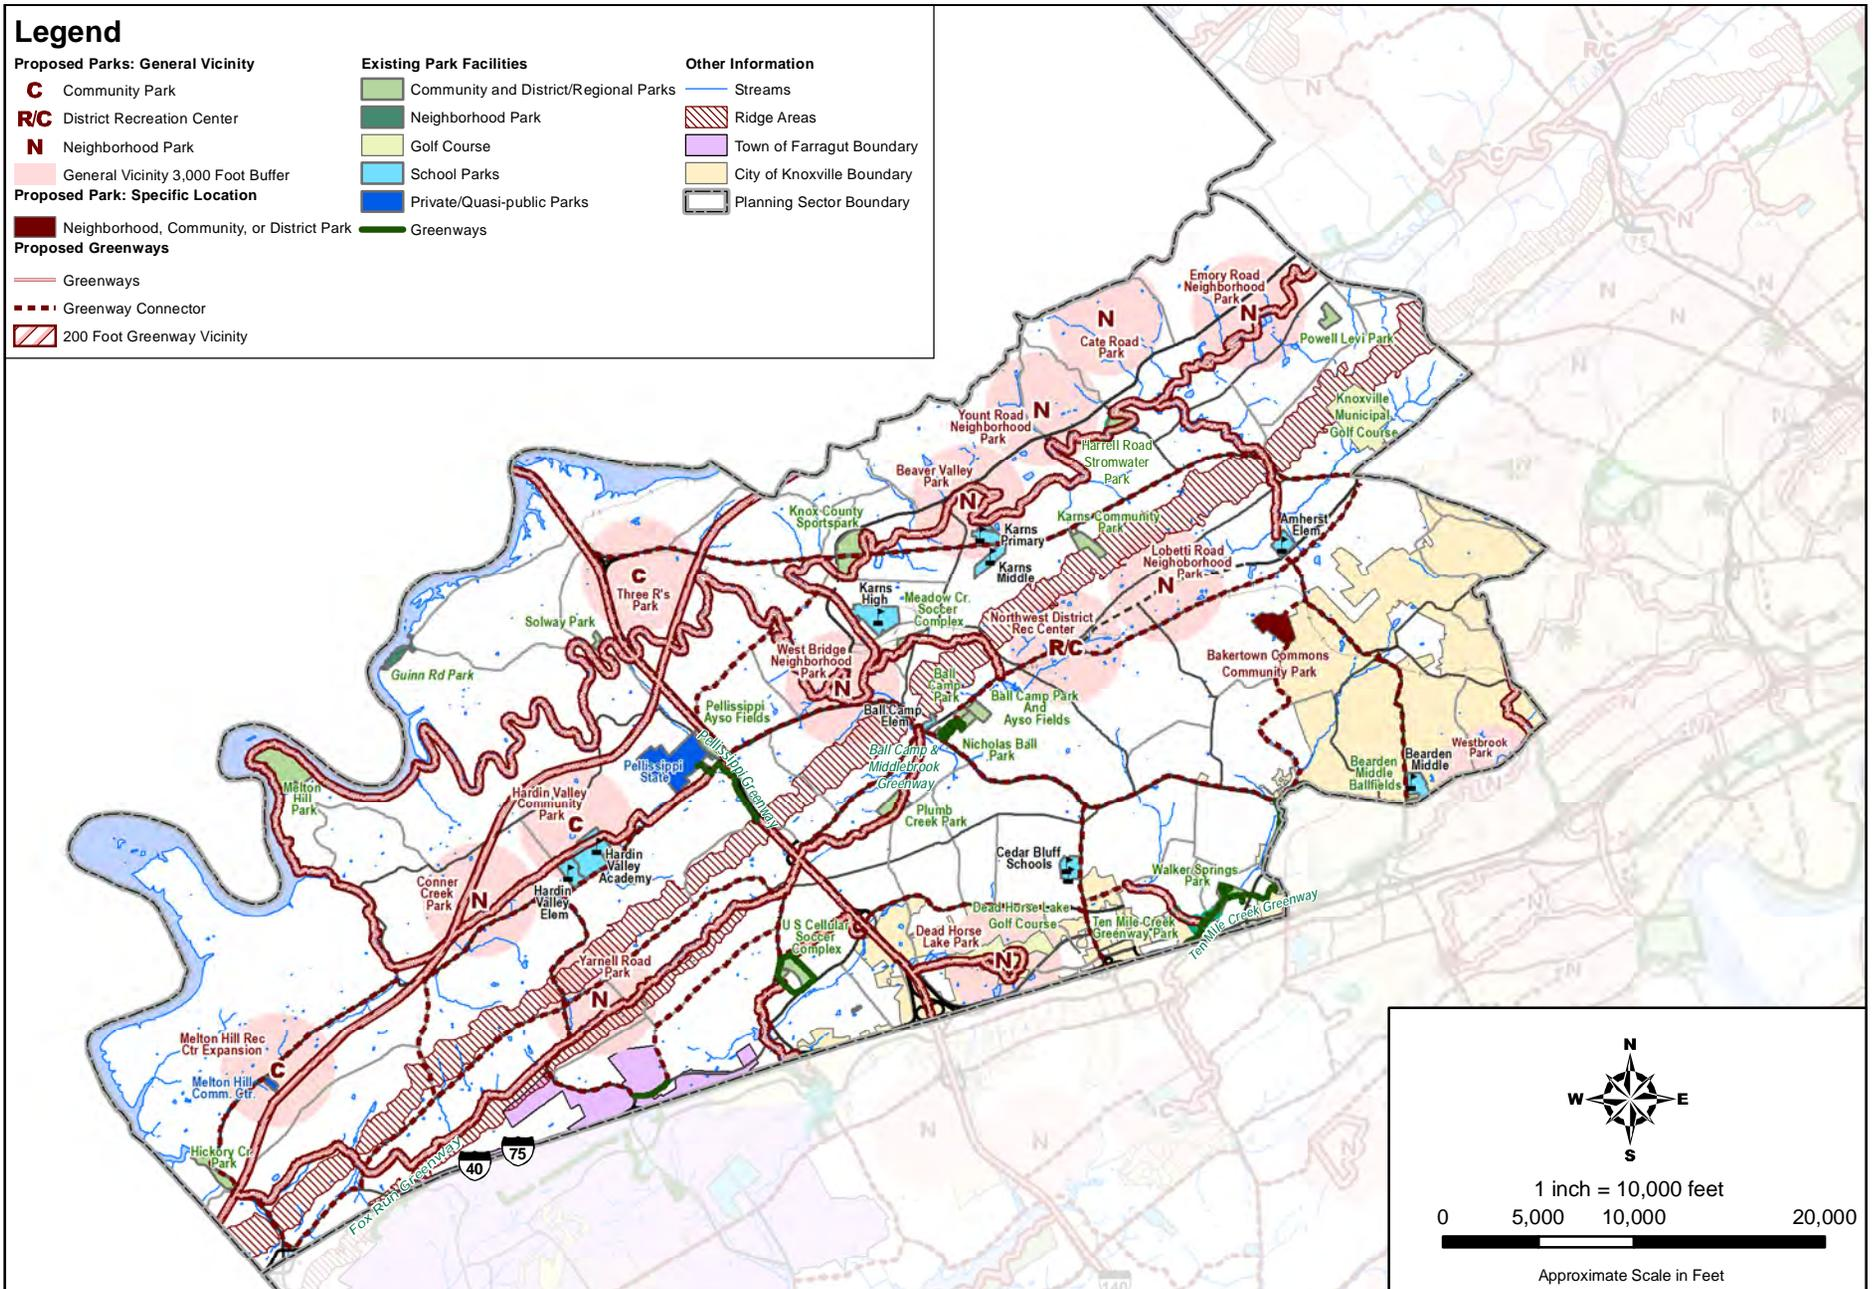 Legend
Proposed Parks: General Vicinity
C Community Park
R/C District Recreation Center
N Neighborhood Park
General Vicinity 3,000 Foot Buffer
Proposed Park: Specific Location
Neighborhood, Community, or District Park
Proposed Greenways
Greenways
Greenway Connector
200 Foot Greenway Vicinity
Existing Park Facilities
Community and District/Regional Parks
Neighborhood Park
Golf Course
School Parks
Private/Quasi-public Parks
Greenways
Other Information
Streams
Ridge Areas
Town of Farragut Boundary
City of Knoxville Boundary
Planning Sector Boundary
R/C
N
C
N
75
N
N
N
N
N
Emory Road
Neighborhood
Park
N
N
Cate Road
Park
Powell Levi Park
Knoxville
Municipal
Golf Course
Yount Road
Neighborhood
Park
N
Harrell Road
Stromwater
Park
Beaver Valley
Park
N
Knox County
Sportspark
Karns
Primary
Karns
Middle
Karns Community
Park
Amherst
Elem
Lobetti Road
Neighoborhood
Park
N
C
Three R's
Park
Karns
High
Meadow Cr.
Soccer
Complex
Northwest District
Rec Center
R/C
Solway Park
Guinn Rd Park
West Bridge
Neighborhood
Park
N
Bakertown Commons
Community Park
Ball
Camp
Park
Ball Camp Park
And
Ayso Fields
Pellissippi
Ayso Fields
Ball Camp
Elem
Nicholas Ball
Park
Ball Camp &
Middlebrook
Greenway
Pellissippi
State
Pellissippi Greenway
Westbrook
Park
Bearden
Middle
Bearden
Middle
Ballfields
Melton
Hill
Park
Hardin Valley
Community
Park
C
Plumb
Creek Park
Hardin
Valley
Academy
Hardin
Valley
Elem
Cedar Bluff
Schools
Walker Springs
Park
Ten Mile Creek Greenway
Conner
Creek
Park
N
U S Cellular
Soccer
Complex
Dead Horse Lake
Golf Course
Dead Horse
Lake Park
N
Ten Mile Creek
Greenway Park
Yarnell Road
Park
N
Melton Hill Rec
Ctr Expansion
C
Melton Hill
Comm. Ctr.
Hickory Cr.
Park
Fox Run Greenway
40
75
N
N
N
140
N
W E
S
1 inch = 10,000 feet
0 5,000 10,000 20,000
Approximate Scale in Feet